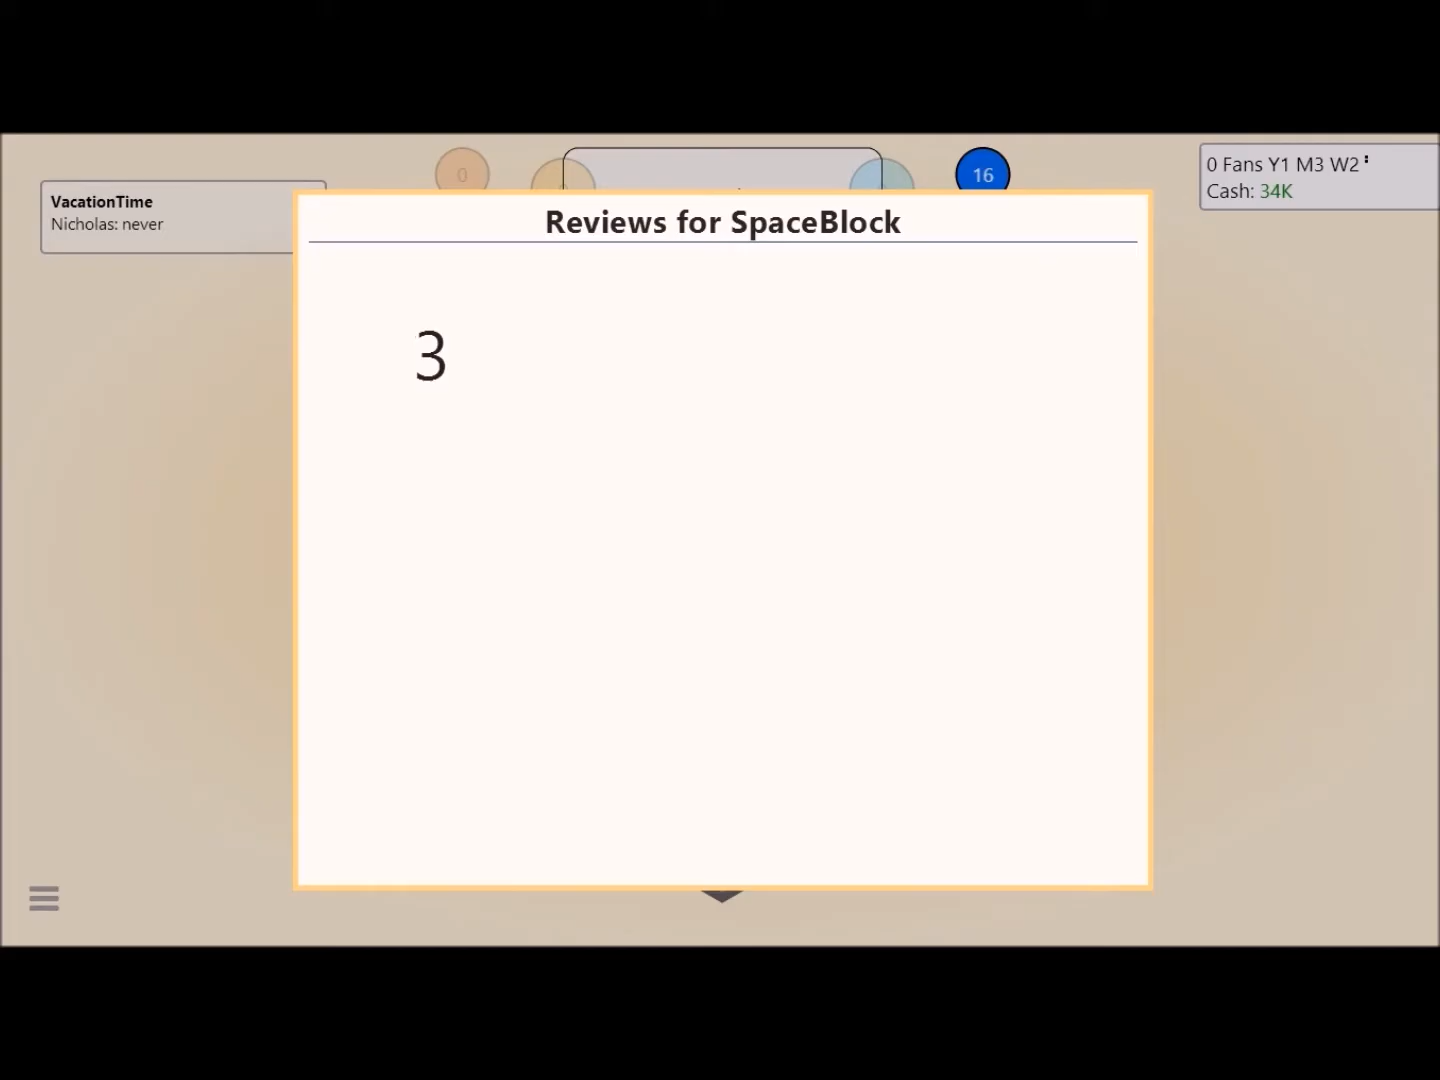 0
16
0 Fans Y1 M3 W2
Cash: 34K
VacationTime
Nicholas: never
Reviews for SpaceBlock
3